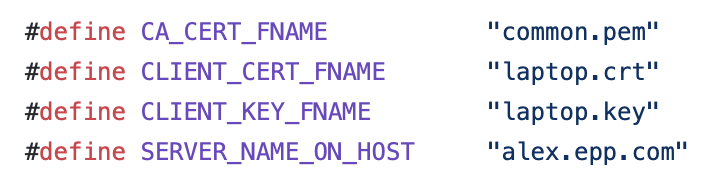 #define CA_CERT_FNAME "common.pem"
#define CLIENT_CERT_FNAME "laptop.crt"
#define CLIENT_KEY_FNAME "laptop.key"
#define SERVER_NAME_ON_HOST "alex.epp.com"